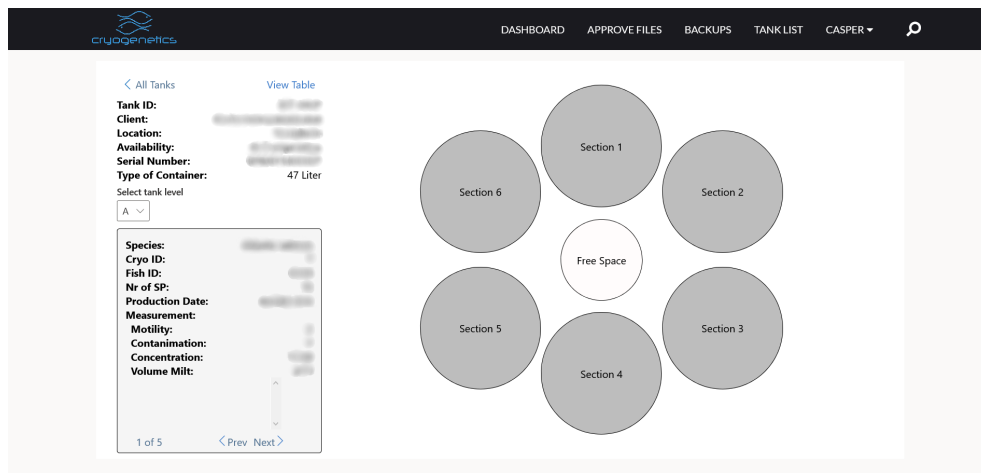 cryogenetics
DASHBOARD APPROVE FILES BACKUPS TANK LIST CASPER
All Tanks View Table
Tank ID:
Client:
Location:
Availability:
Serial Number:
Type of Container: 47 Liter
Select tank level
A
Species:
Cryo ID:
Fish ID:
Nr of SP:
Production Date:
Measurement:
Motility:
Contanimation:
Concentration:
Volume Milt:
1 of 5 Prev Next
Section 1
Section 6 Section 2
Free Space
Section 5 Section 3
Section 4